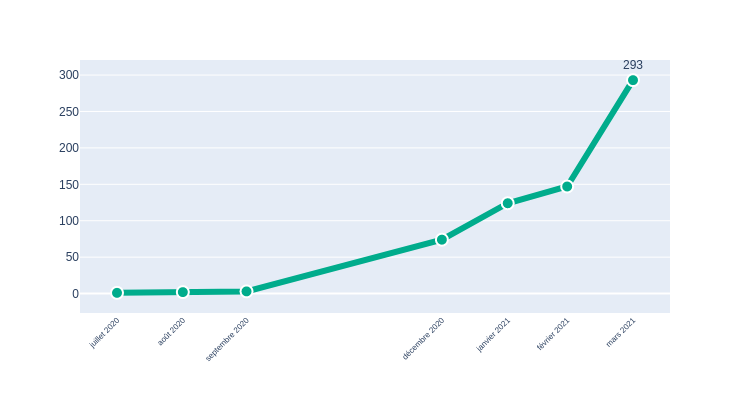 293
300
250
200
150
100
50
0
juillet 2020
août 2020
septembre 2020
décembre 2020
janvier 2021
février 2021
mars 2021